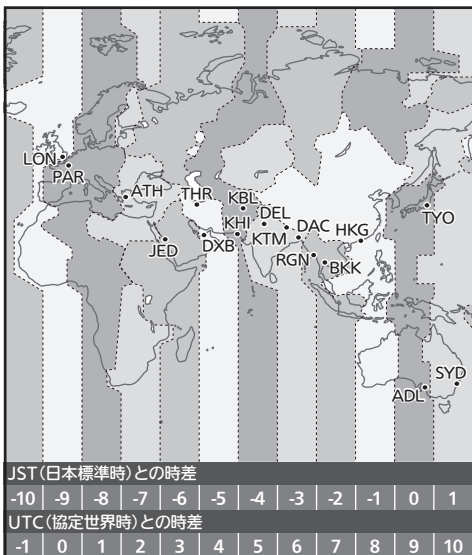 LON
PAR
ATH
THR
KBL
DEL
DAC
HKG
TYO
JED
DXB
KHI
KTM
RGN
BKK
SYD
ADL
JST(日本標準時)との時差
-10 -9 -8 -7 -6 -5 -4 -3 -2 -1 0 1
UTC(協定世界時)との時差
-1 0 1 2 3 4 5 6 7 8 9 10